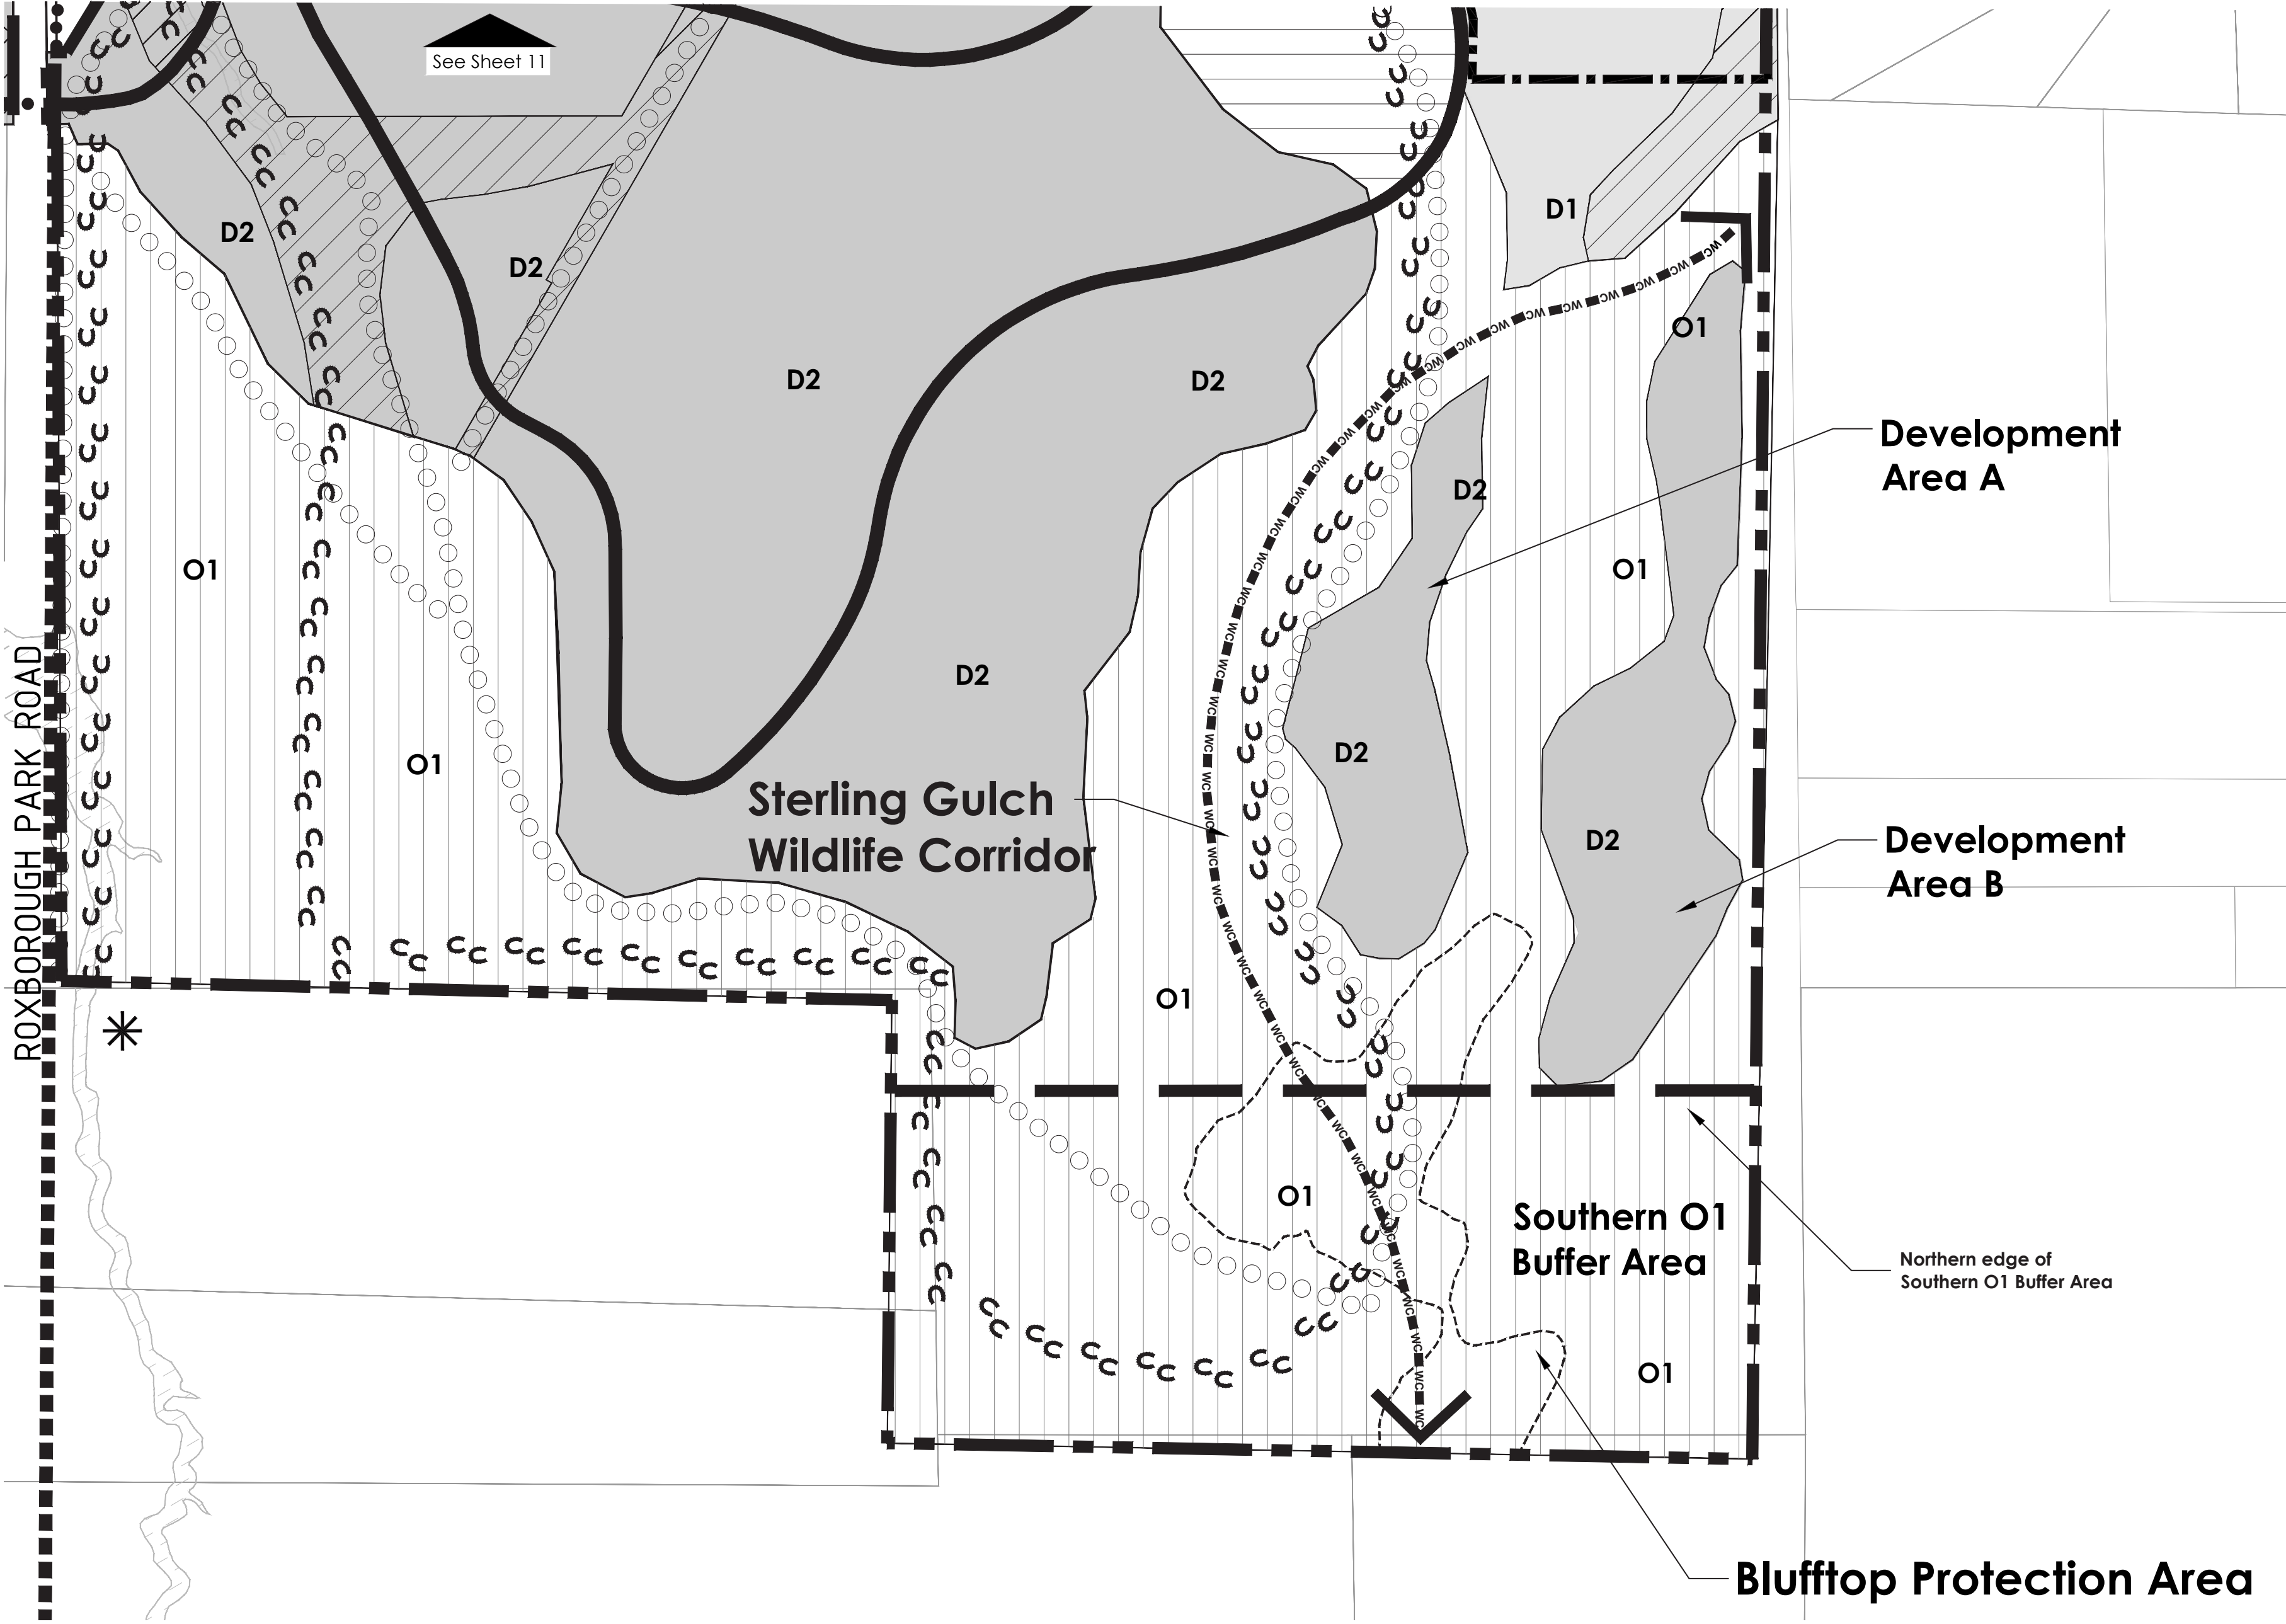 See Sheet 11
D1
D2
D2
O1
D2
D2
Development
Area A
D2
O1
O1
ROXBOROUGH PARK ROAD
D2
D2
O1
Sterling Gulch
Wildlife Corridor
D2
Development
Area B
O1
O1
Southern O1
Buffer Area
Northern edge of
Southern O1 Buffer Area
O1
Blufftop Protection Area